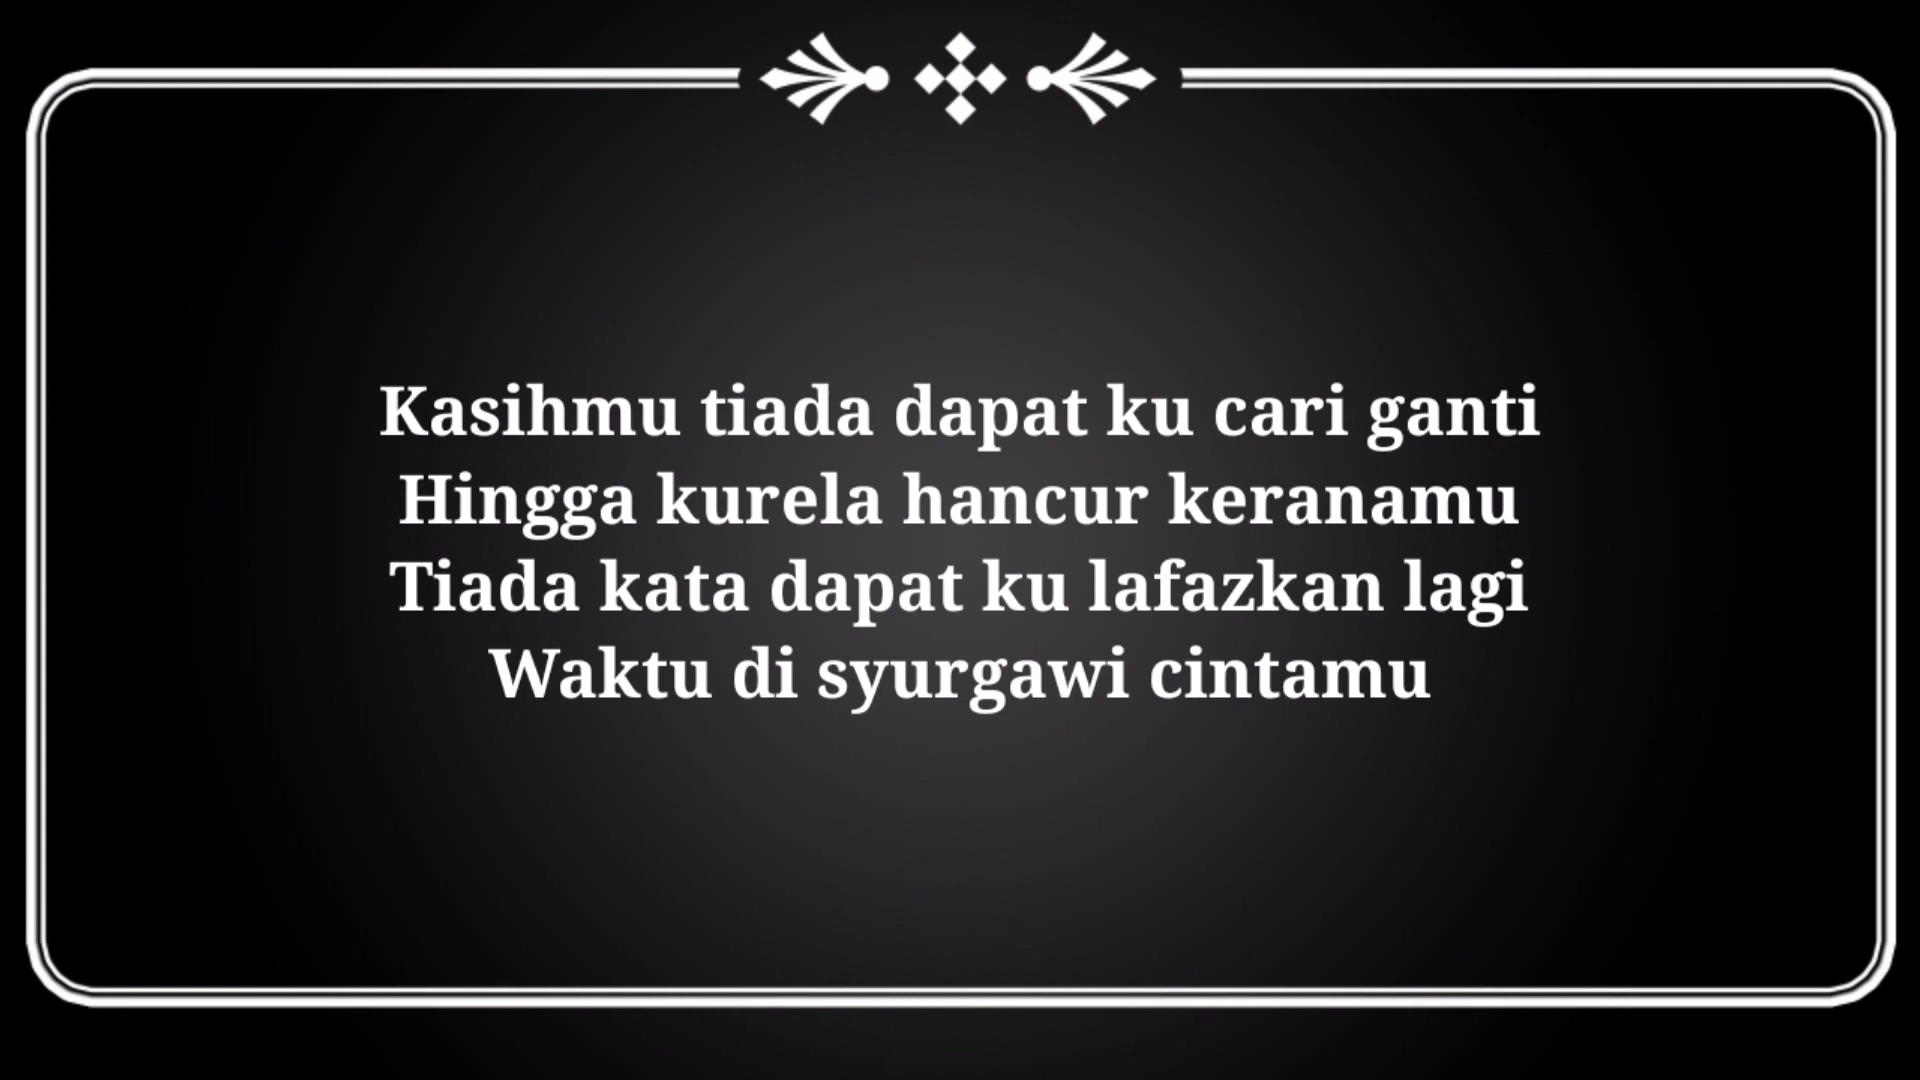 Kasihmu tiada dapat ku cari ganti
Hingga kurela hancur keranamu
Tiada kata dapat ku lafazkan lagi
Waktu di syurgawi cintamu